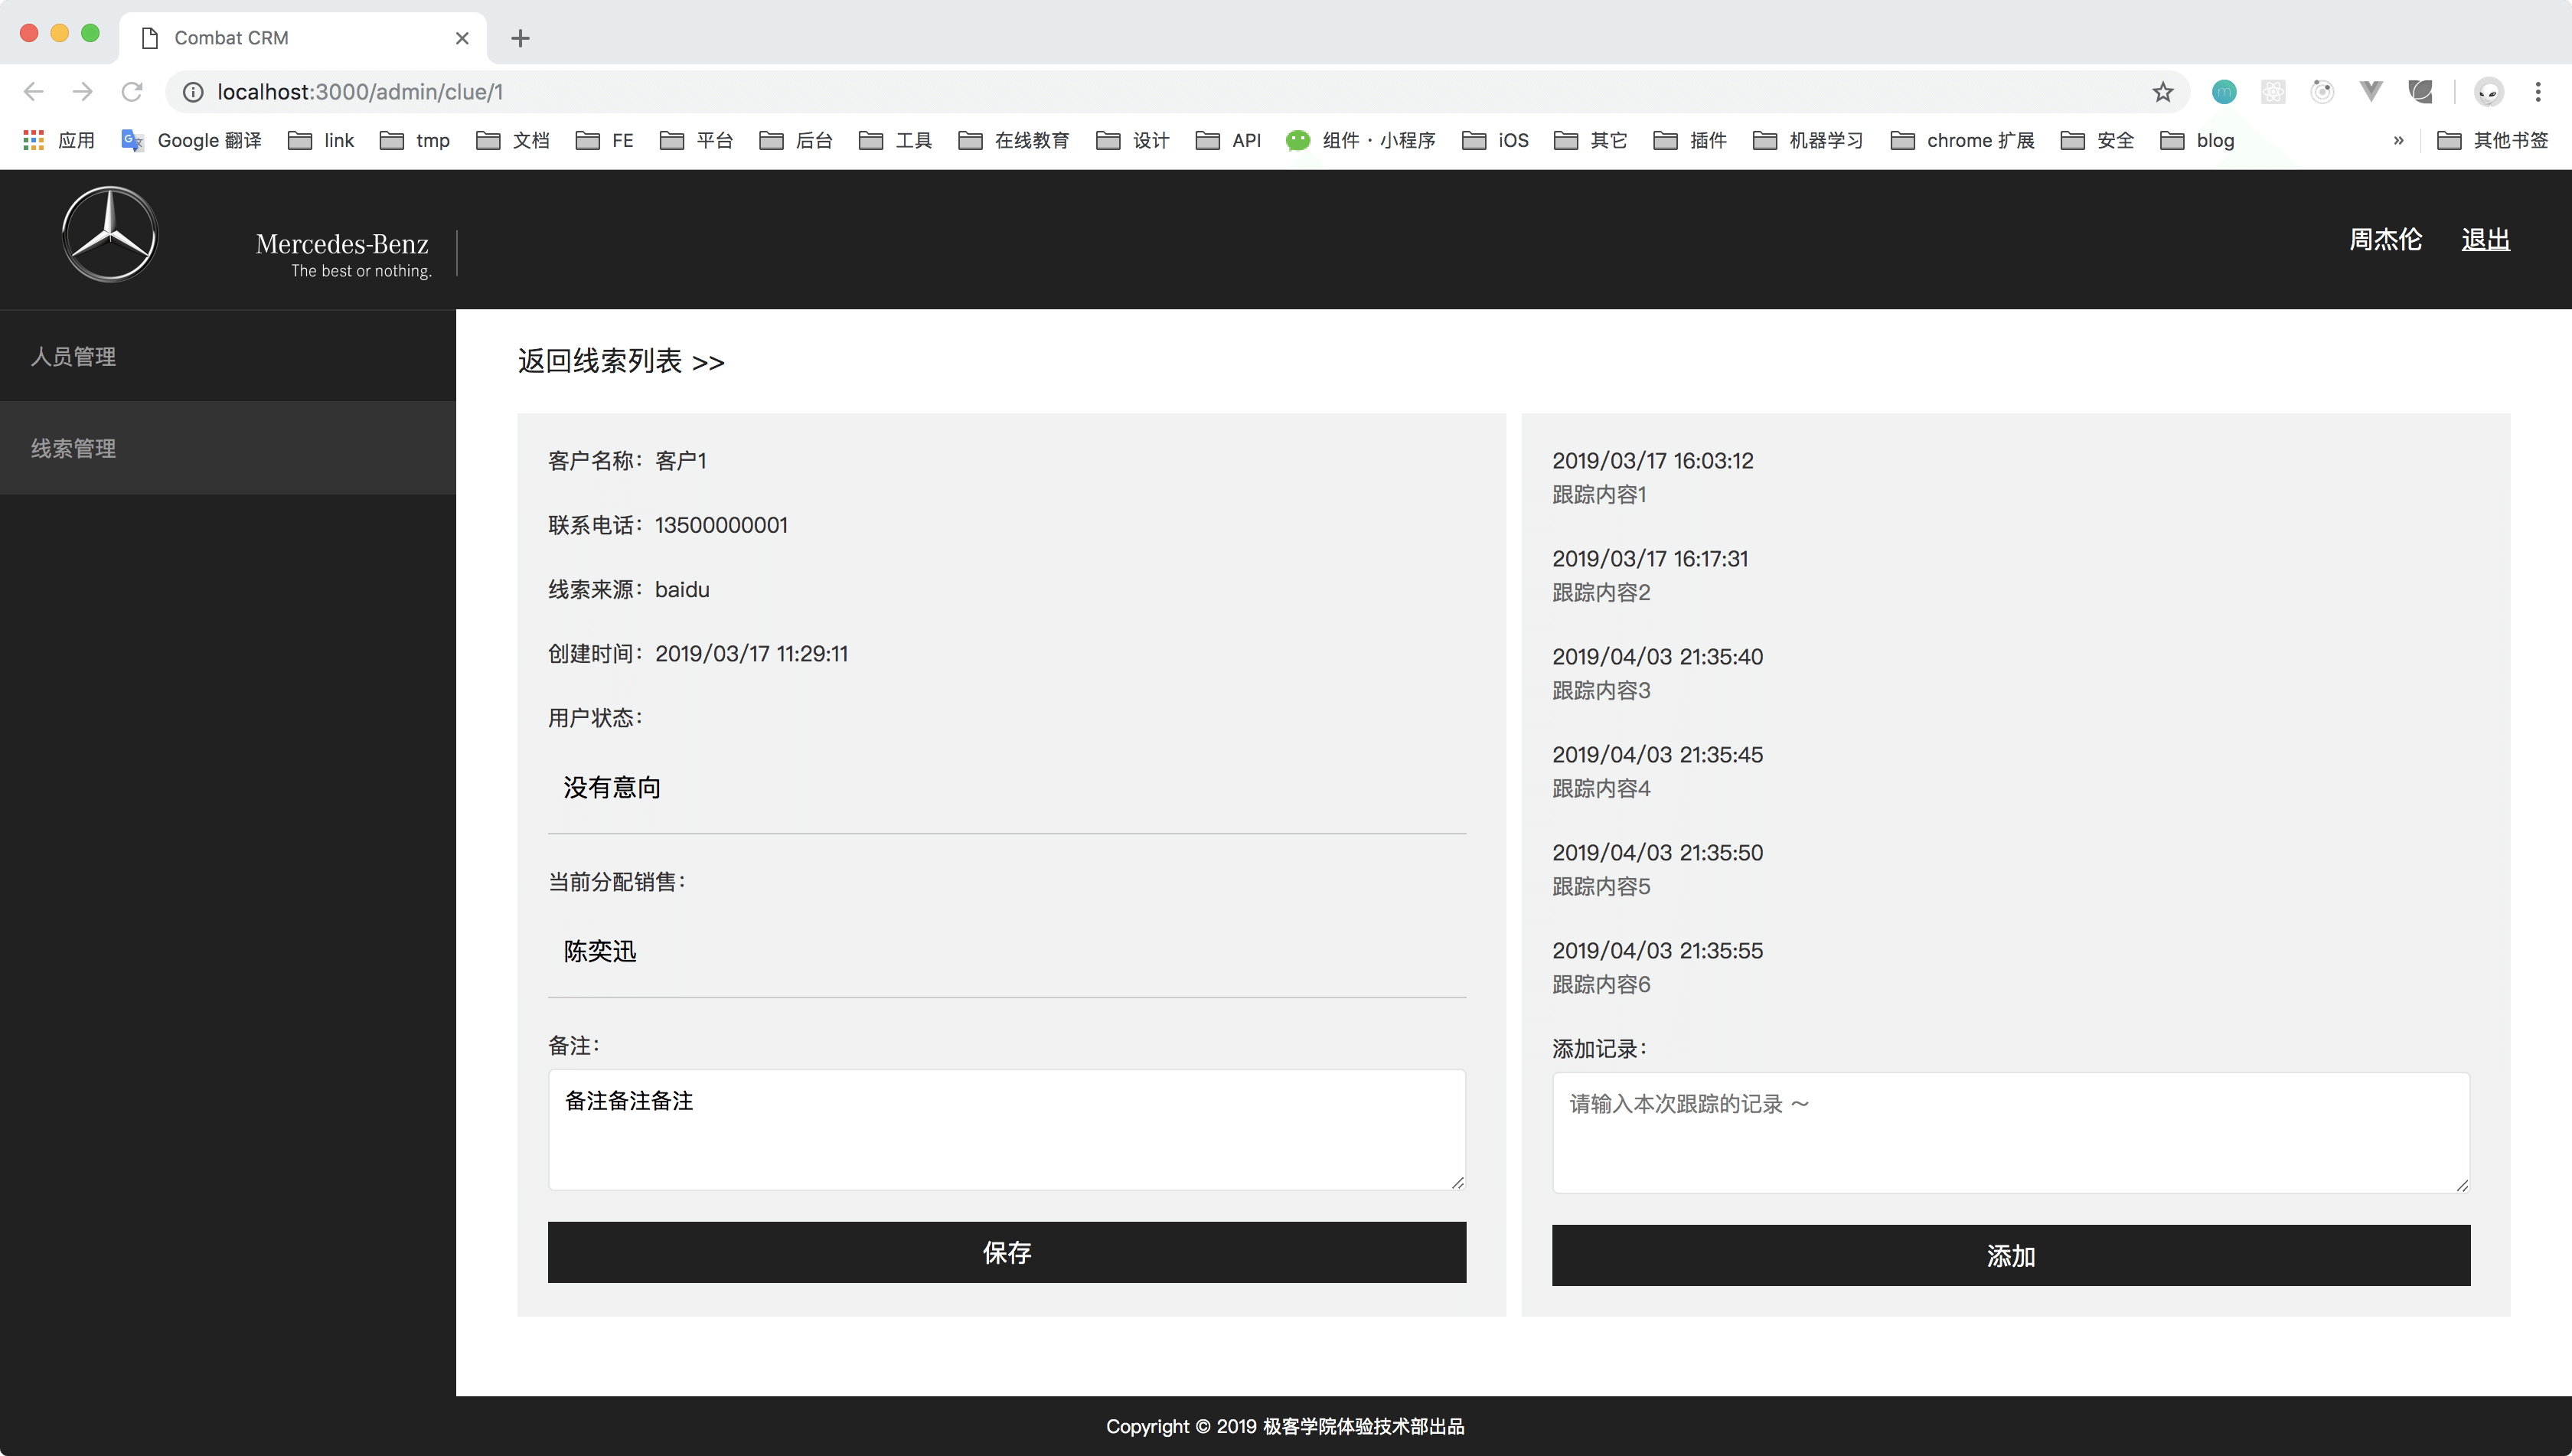 Combat CRM
localhost:3000/admin/clue/1
应用 Google 翻译 link tmp 文档 FE 平台 后台 工具 在线教育 设计 API 组件・小程序 iOS 其它 插件 机器学习 chrome 扩展 安全 blog » 其他书签
Mercedes-Benz
The best or nothing.
周杰伦 退出
人员管理
线索管理
返回线索列表 >>
客户名称：客户1
联系电话：13500000001
线索来源：baidu
创建时间：2019/03/17 11:29:11
用户状态：
没有意向
当前分配销售：
陈奕迅
备注：
备注备注备注
保存
2019/03/17 16:03:12
跟踪内容1
2019/03/17 16:17:31
跟踪内容2
2019/04/03 21:35:40
跟踪内容3
2019/04/03 21:35:45
跟踪内容4
2019/04/03 21:35:50
跟踪内容5
2019/04/03 21:35:55
跟踪内容6
添加记录：
请输入本次跟踪的记录 ～
添加
Copyright © 2019 极客学院体验技术部出品